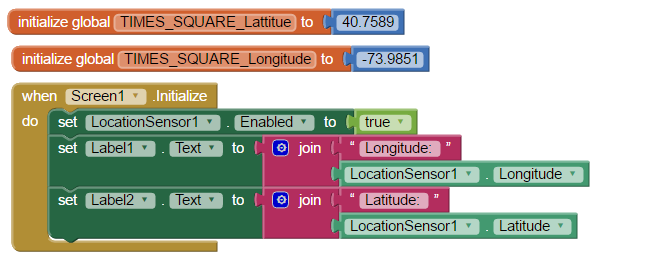 initialize global TIMES_SQUARE_Lattitue to 40.7589
initialize global TIMES_SQUARE_Longitude to -73.9851
when Screen1 .Initialize
do set LocationSensor1 . Enabled to true
set Label1 . Text to join " Longitude: "
LocationSensor1 . Longitude
set Label2 . Text to join " Latitude: "
LocationSensor1 . Latitude